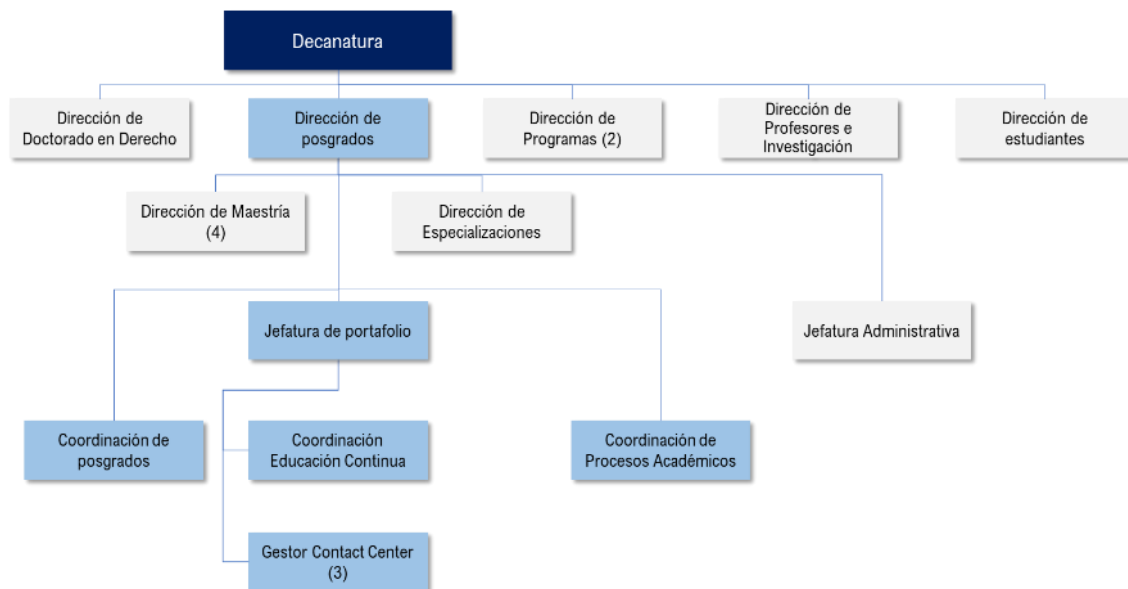 Decanatura
Dirección de
Doctorado en Derecho
Dirección de
posgrados
Dirección de
Programas (2)
Dirección de
Profesores e
Investigación
Dirección de
estudiantes
Dirección de Maestría
(4)
Dirección de
Especializaciones
Jefatura de portafolio
Jefatura Administrativa
Coordinación de
posgrados
Coordinación
Educación Continua
Coordinación de
Procesos Académicos
Gestor Contact Center
(3)